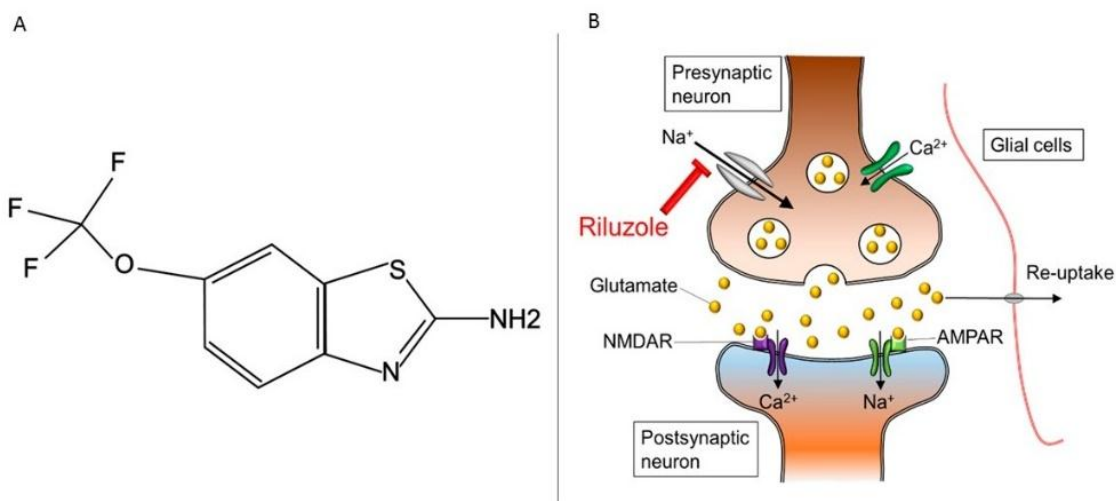 A
F
F
F
O
S
N
NH2
B
Presynaptic
neuron
Na⁺
Ca²⁺
Glial cells
Riluzole
Re-uptake
Glutamate
NMDAR
AMPAR
Ca²⁺
Na⁺
Postsynaptic
neuron